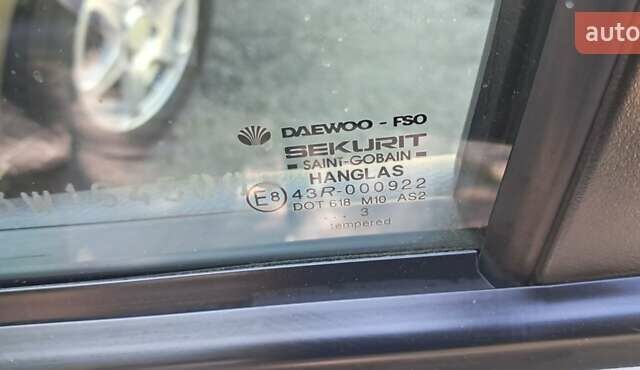 auto
DAEWOO - FSO
SEKURIT
SAINT-GOBAIN
HANGLAS
E8 43R-000922
DOT 618 M10 AS2
... 3
tempered